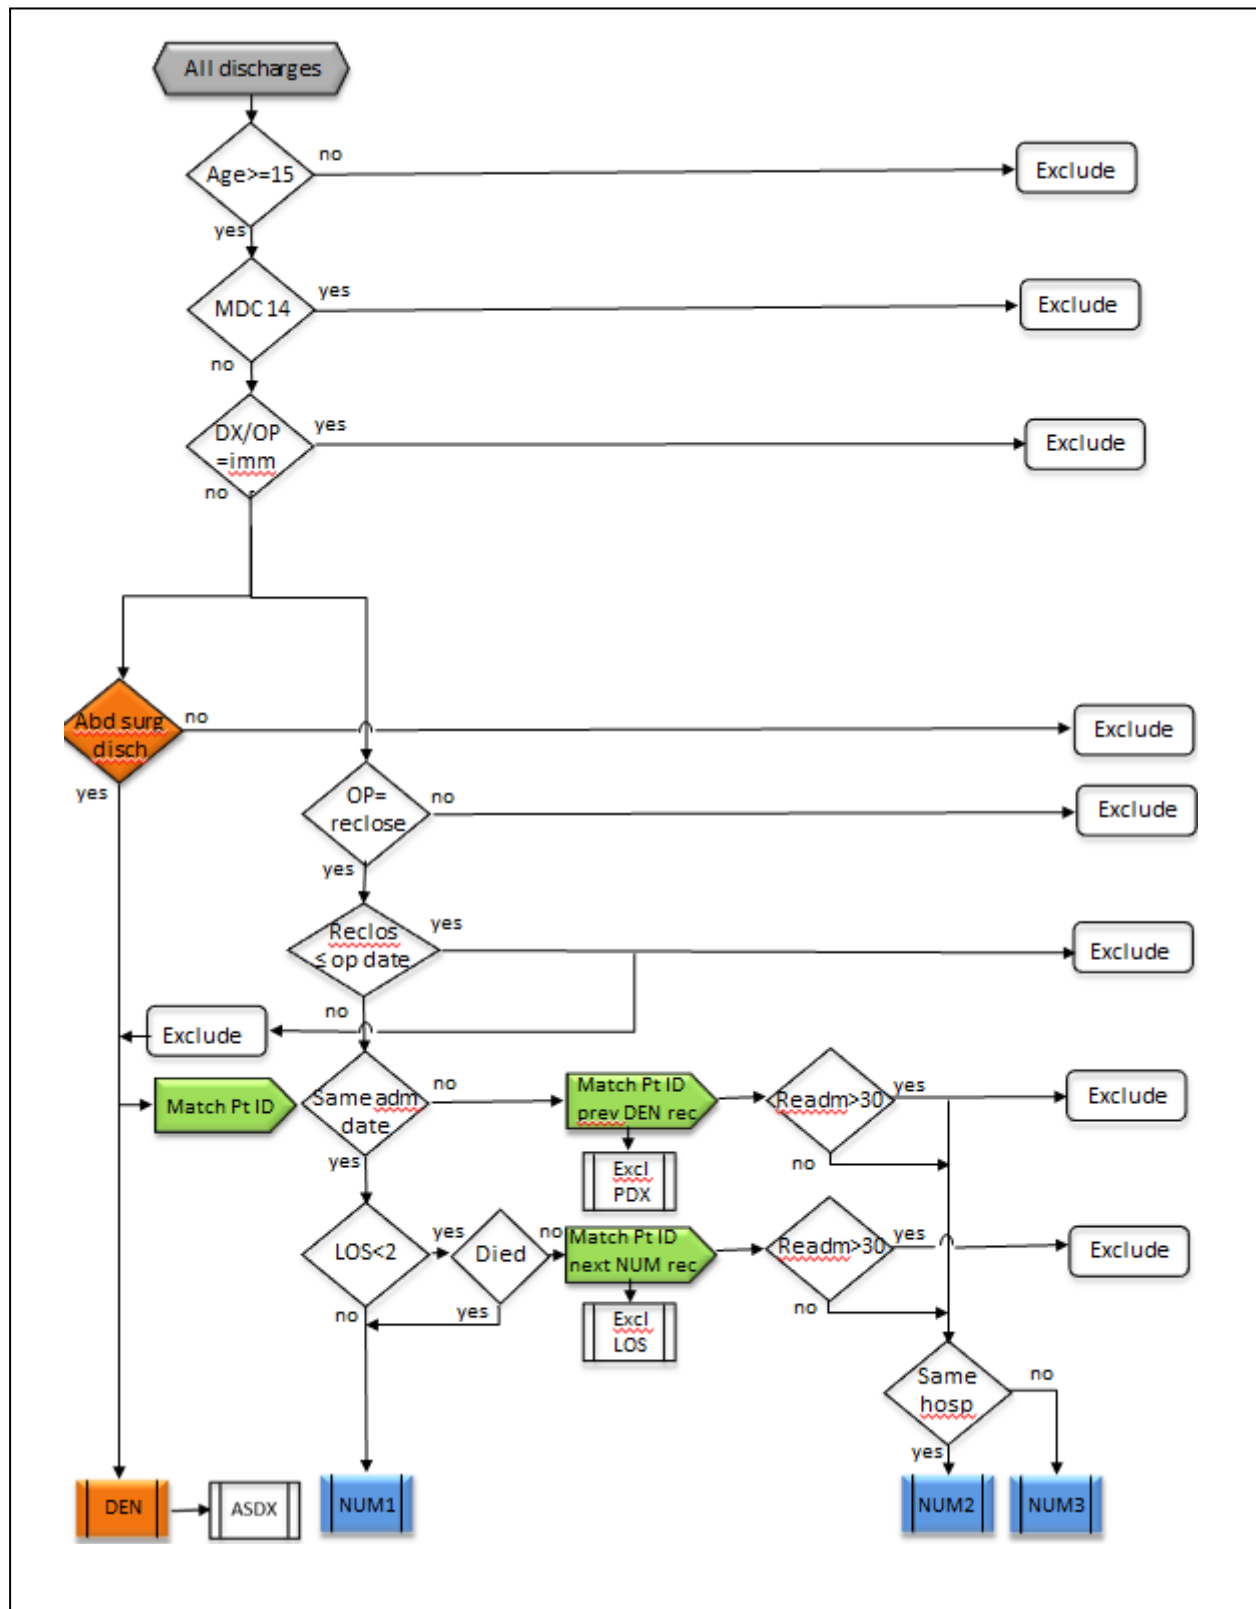 All discharges
no
Age>=15
Exclude
yes
yes
MDC 14
Exclude
no
yes
DX/OP
=imm
Exclude
no
Abd surg
disch
no
Exclude
yes
OP=
reclose
no
Exclude
yes
Reclos
≤ op date
yes
Exclude
no
Exclude
Match Pt ID
Same adm
date
no
Match Pt ID
prev DEN rec
Readm>30
yes
Exclude
yes
Excl
PDX
no
LOS<2
yes
Died
no
Match Pt ID
next NUM rec
Readm>30
yes
Exclude
no
yes
Excl
LOS
no
Same
hosp
no
yes
DEN
ASDX
NUM1
NUM2
NUM3